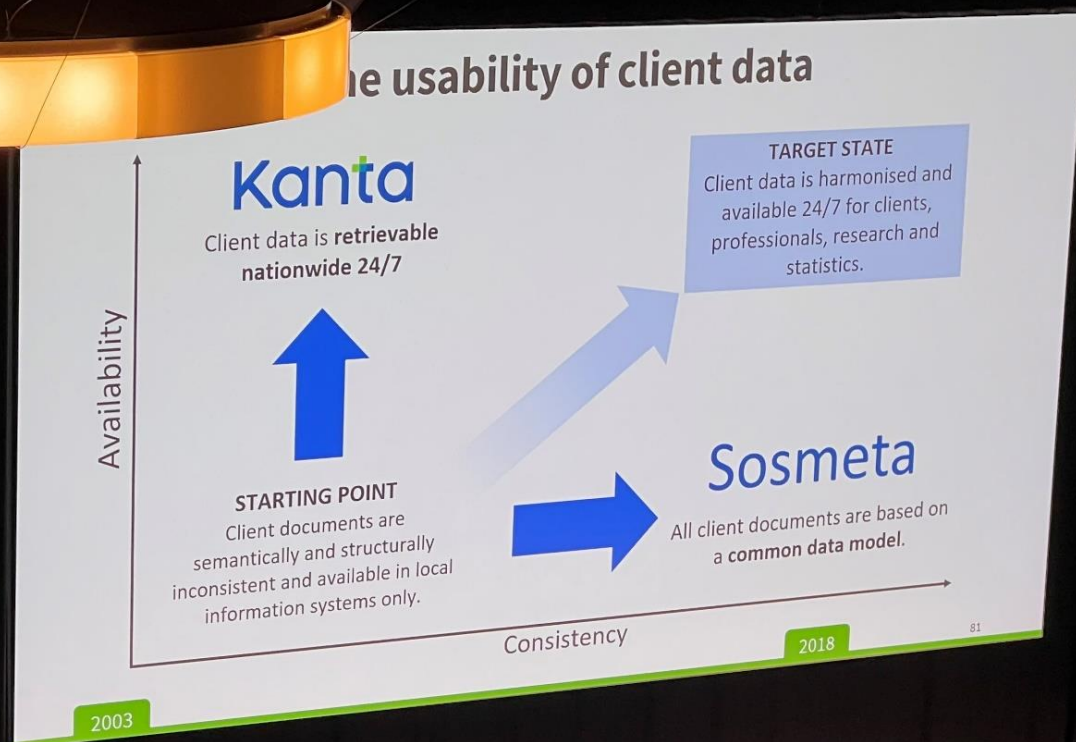 usability of client data
Kanta
Client data is retrievable
nationwide 24/7
TARGET STATE
Client data is harmonised and
available 24/7 for clients,
professionals, research and
statistics.
Availability
STARTING POINT
Client documents are
semantically and structurally
inconsistent and available in local
information systems only.
Sosmeta
All client documents are based on
a common data model.
Consistency
2003
2018
81